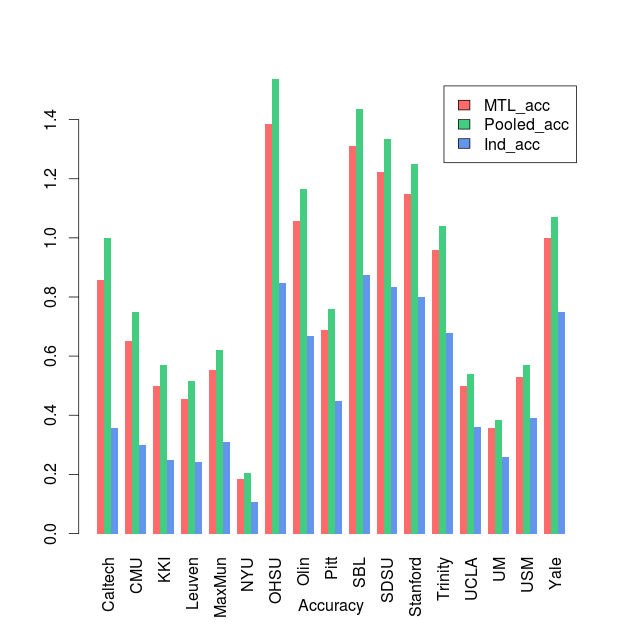 MTL_acc
Pooled_acc
Ind_acc
1.4
1.2
1.0
0.8
0.6
0.4
0.2
0.0
Caltech
CMU
KKI
Leuven
MaxMun
NYU
OHSU
Olin
Pitt
SBL
SDSU
Stanford
Trinity
UCLA
UM
USM
Yale
Accuracy